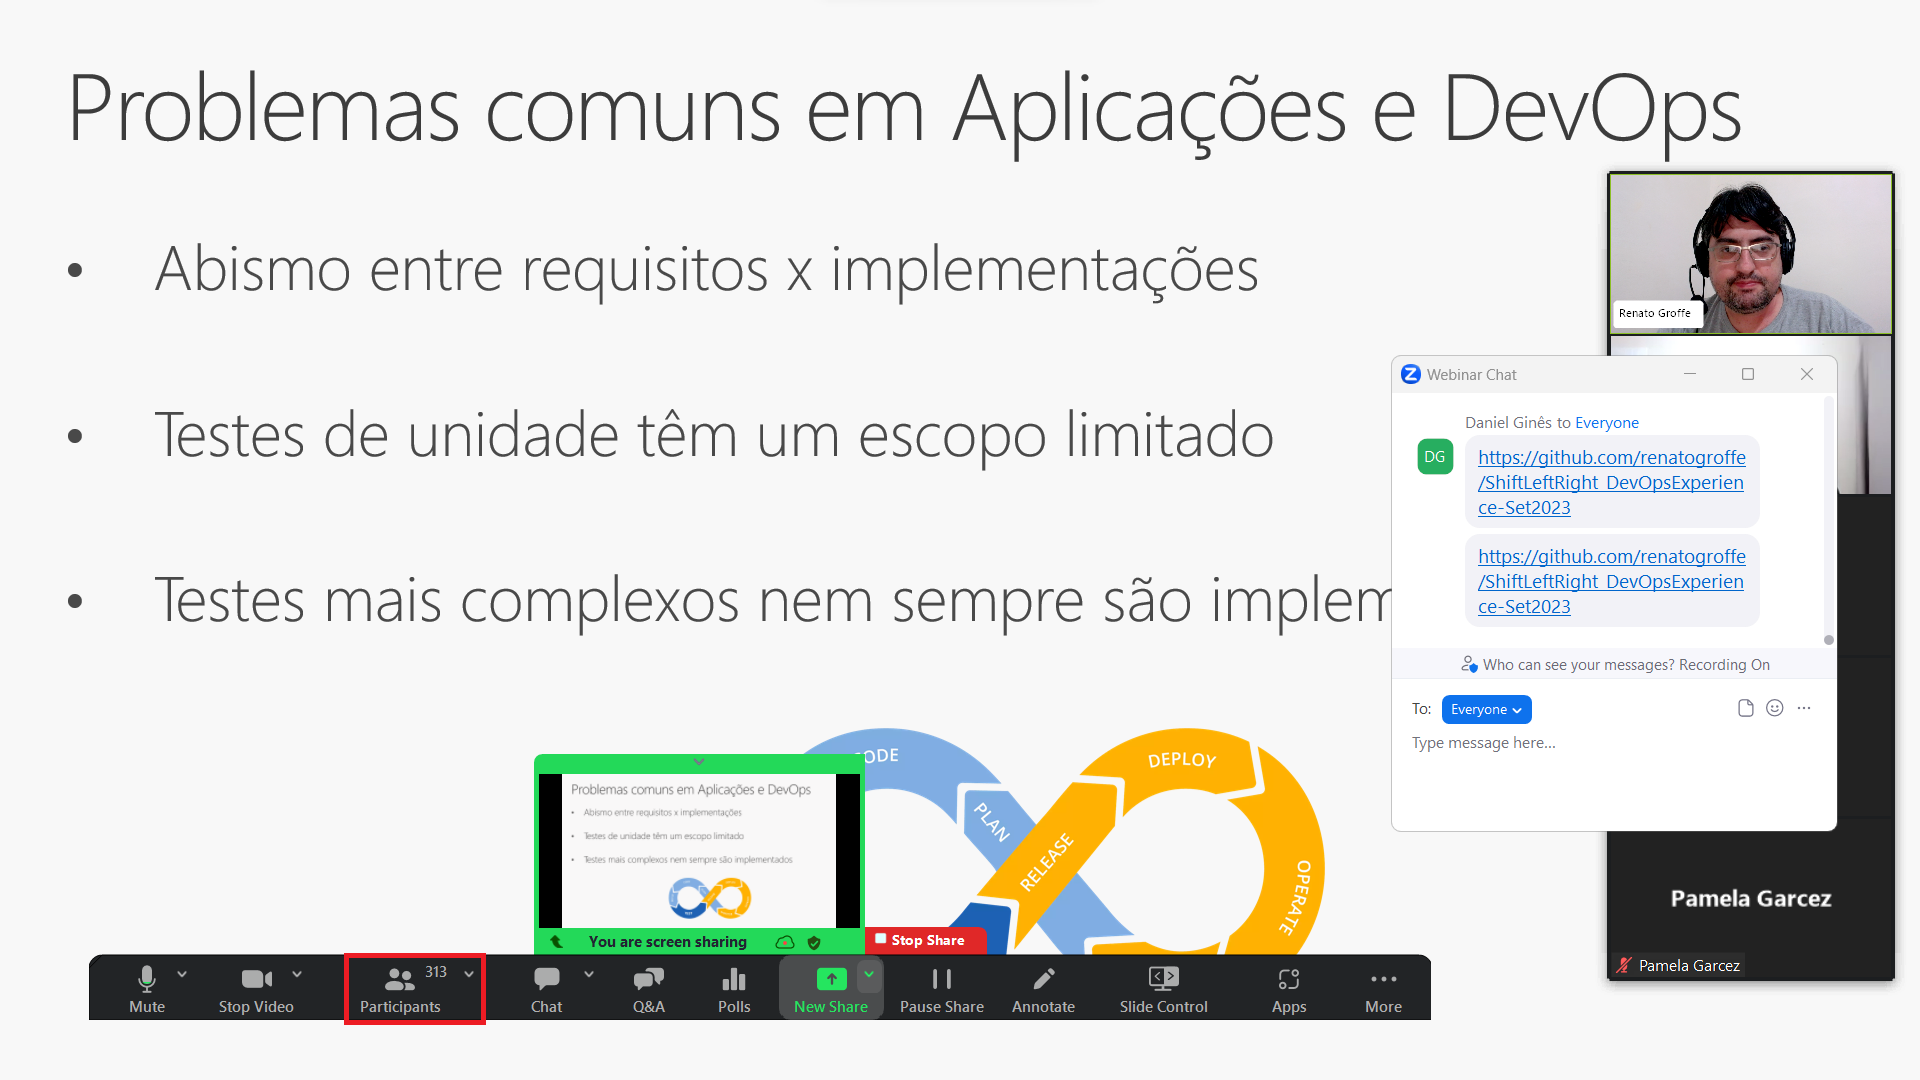 Problemas comuns em Aplicações e DevOps
• Abismo entre requisitos x implementações
• Testes de unidade têm um escopo limitado
• Testes mais complexos nem sempre são implem
Renato Groffe
Webinar Chat
Daniel Ginês to Everyone
DG
https://github.com/renatogroffe
/ShiftLeftRight_DevOpsExperien
ce-Set2023
https://github.com/renatogroffe
/ShiftLeftRight_DevOpsExperien
ce-Set2023
Who can see your messages? Recording On
To: Everyone
Type message here...
Pamela Garcez
Pamela Garcez
ODE
PLAN
RELEASE
DEPLOY
OPERATE
Problemas comuns em Aplicações e DevOps
• Abismo entre requisitos x implementações
• Testes de unidade têm um escopo limitado
• Testes mais complexos nem sempre são implementados
You are screen sharing
Stop Share
Mute
Stop Video
313
Participants
Chat
Q&A
Polls
New Share
Pause Share
Annotate
Slide Control
Apps
More